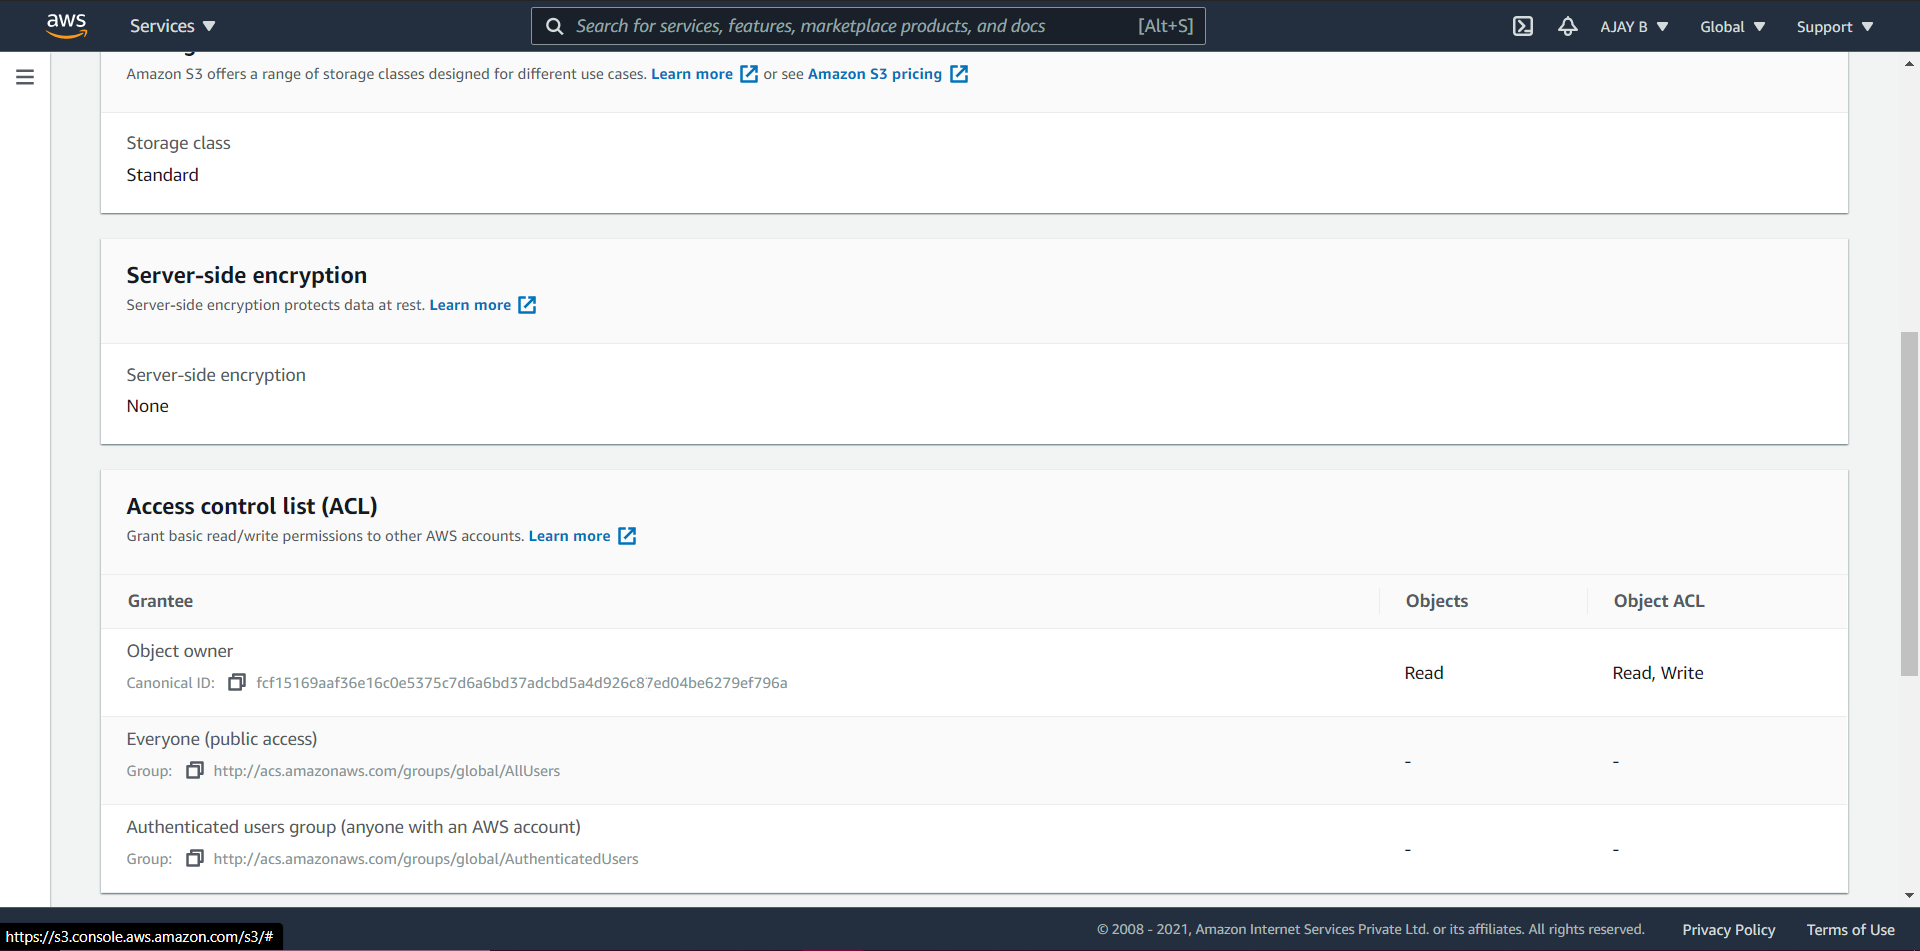 aws
Services
Search for services, features, marketplace products, and docs
[Alt+S]
AJAY B
Global
Support
Amazon S3 offers a range of storage classes designed for different use cases. Learn more or see Amazon S3 pricing
Storage class
Standard
Server-side encryption
Server-side encryption protects data at rest. Learn more
Server-side encryption
None
Access control list (ACL)
Grant basic read/write permissions to other AWS accounts. Learn more
Grantee
Objects
Object ACL
Object owner
Canonical ID: fcf15169aaf36e16c0e5375c7d6a6bd37adcbd5a4d926c87ed04be6279ef796a
Read
Read, Write
Everyone (public access)
Group: http://acs.amazonaws.com/groups/global/AllUsers
-
-
Authenticated users group (anyone with an AWS account)
Group: http://acs.amazonaws.com/groups/global/AuthenticatedUsers
-
-
https://s3.console.aws.amazon.com/s3/#
© 2008 - 2021, Amazon Internet Services Private Ltd. or its affiliates. All rights reserved.
Privacy Policy
Terms of Use